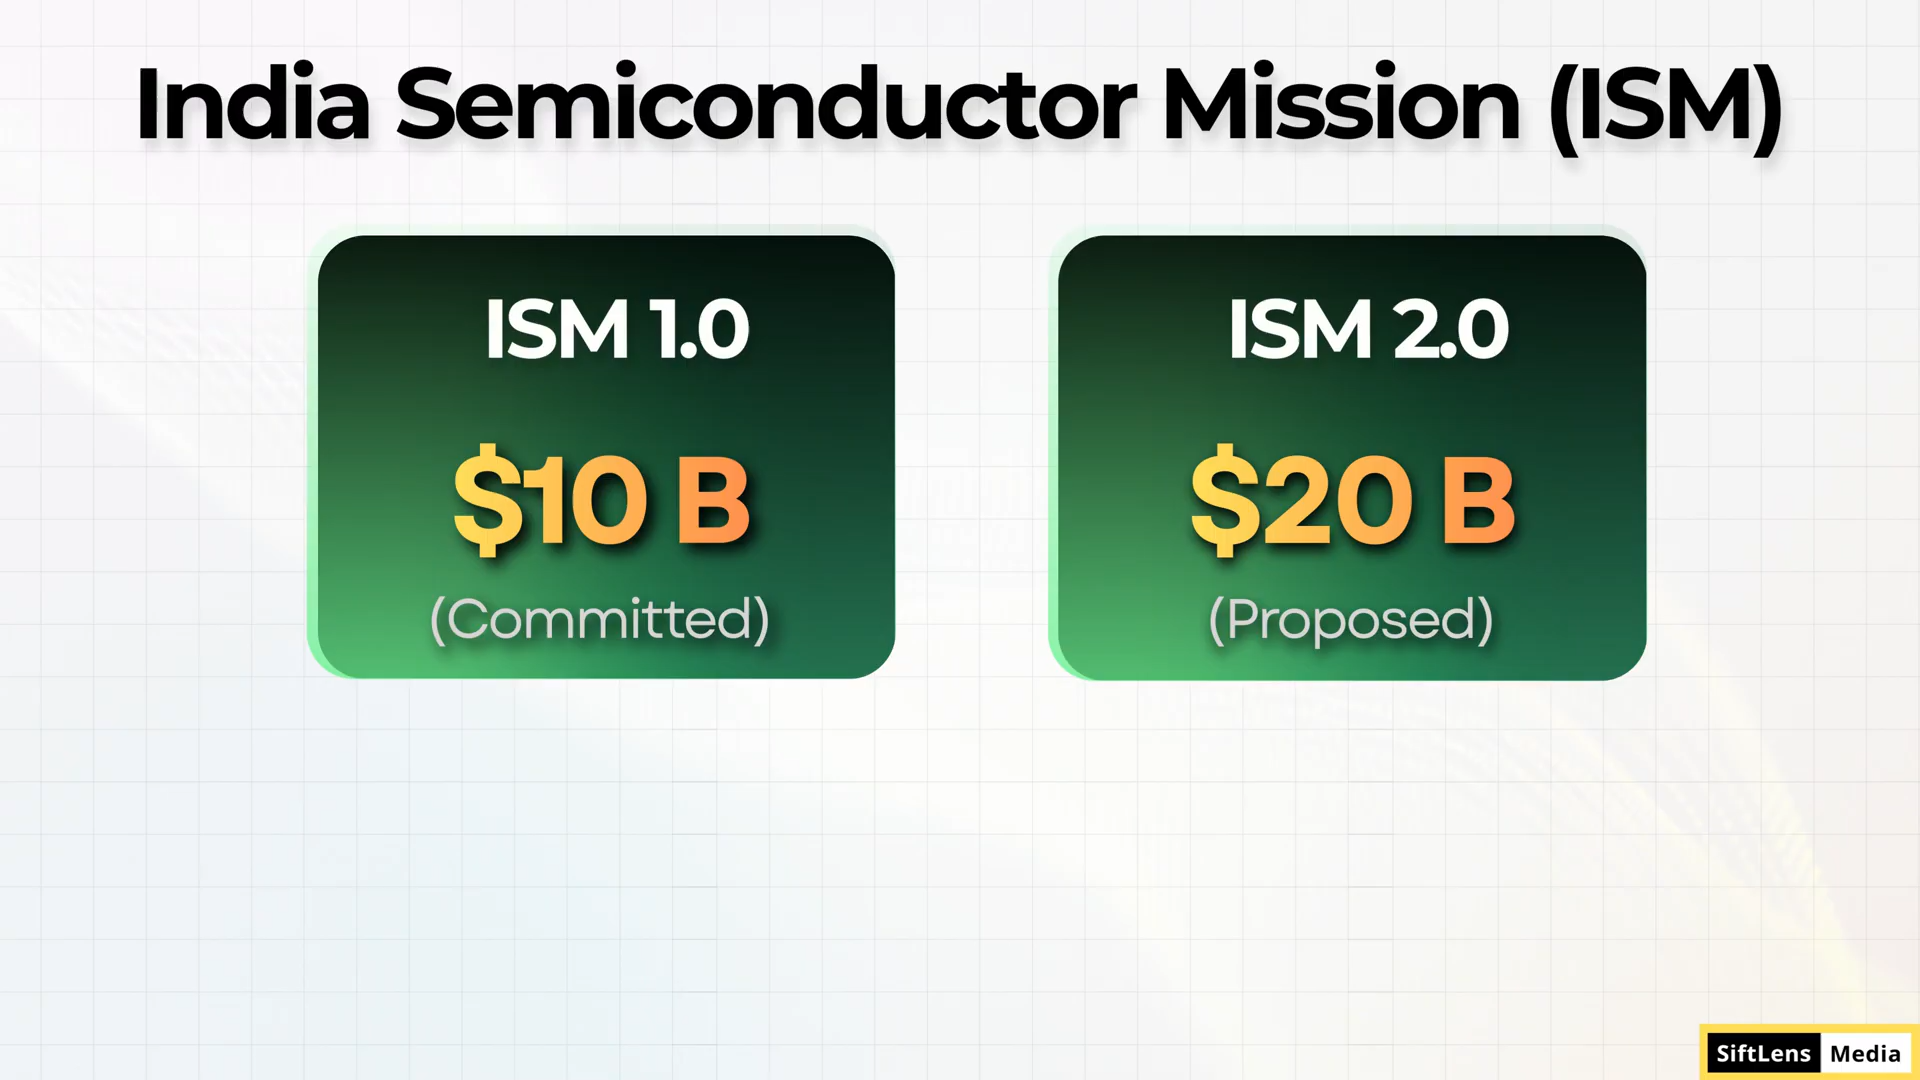 India Semiconductor Mission (ISM)
ISM 1.0
$10 B
(Committed)
ISM 2.0
$20 B
(Proposed)
SiftLens Media